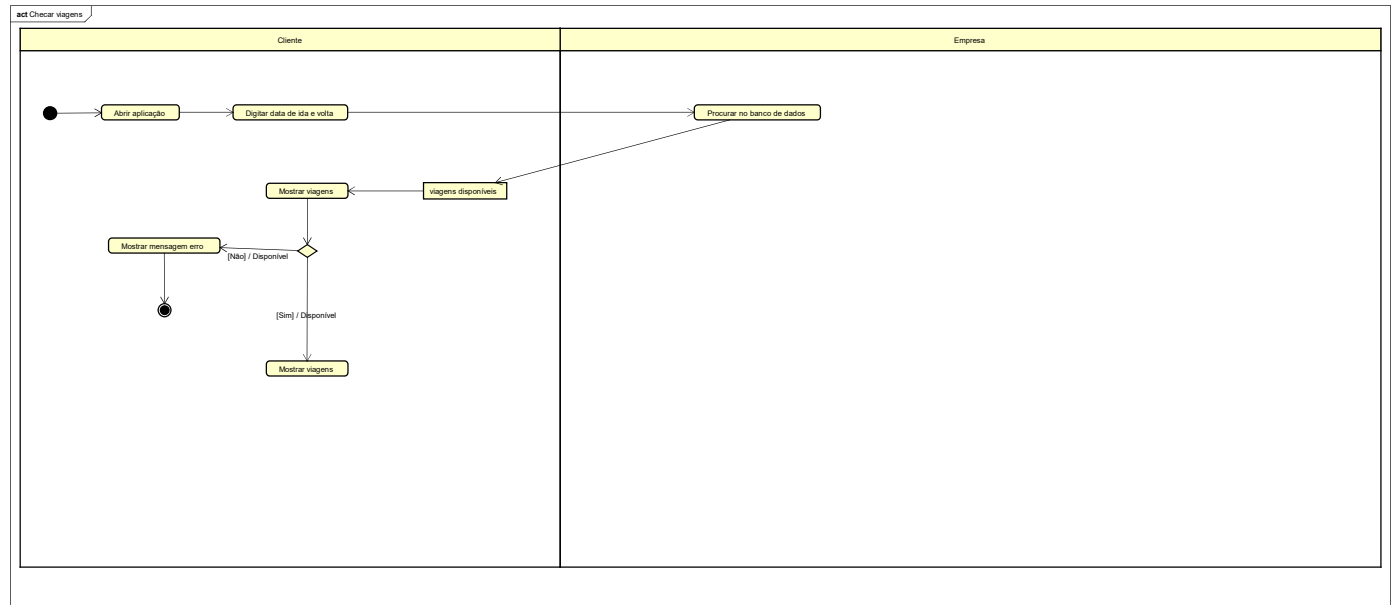 act Checar viagens
Cliente
Empresa
Abrir aplicação
Digitar data de ida e volta
Procurar no banco de dados
Mostrar viagens
viagens disponíveis
Mostrar mensagem erro
[Não] / Disponível
[Sim] / Disponível
Mostrar viagens